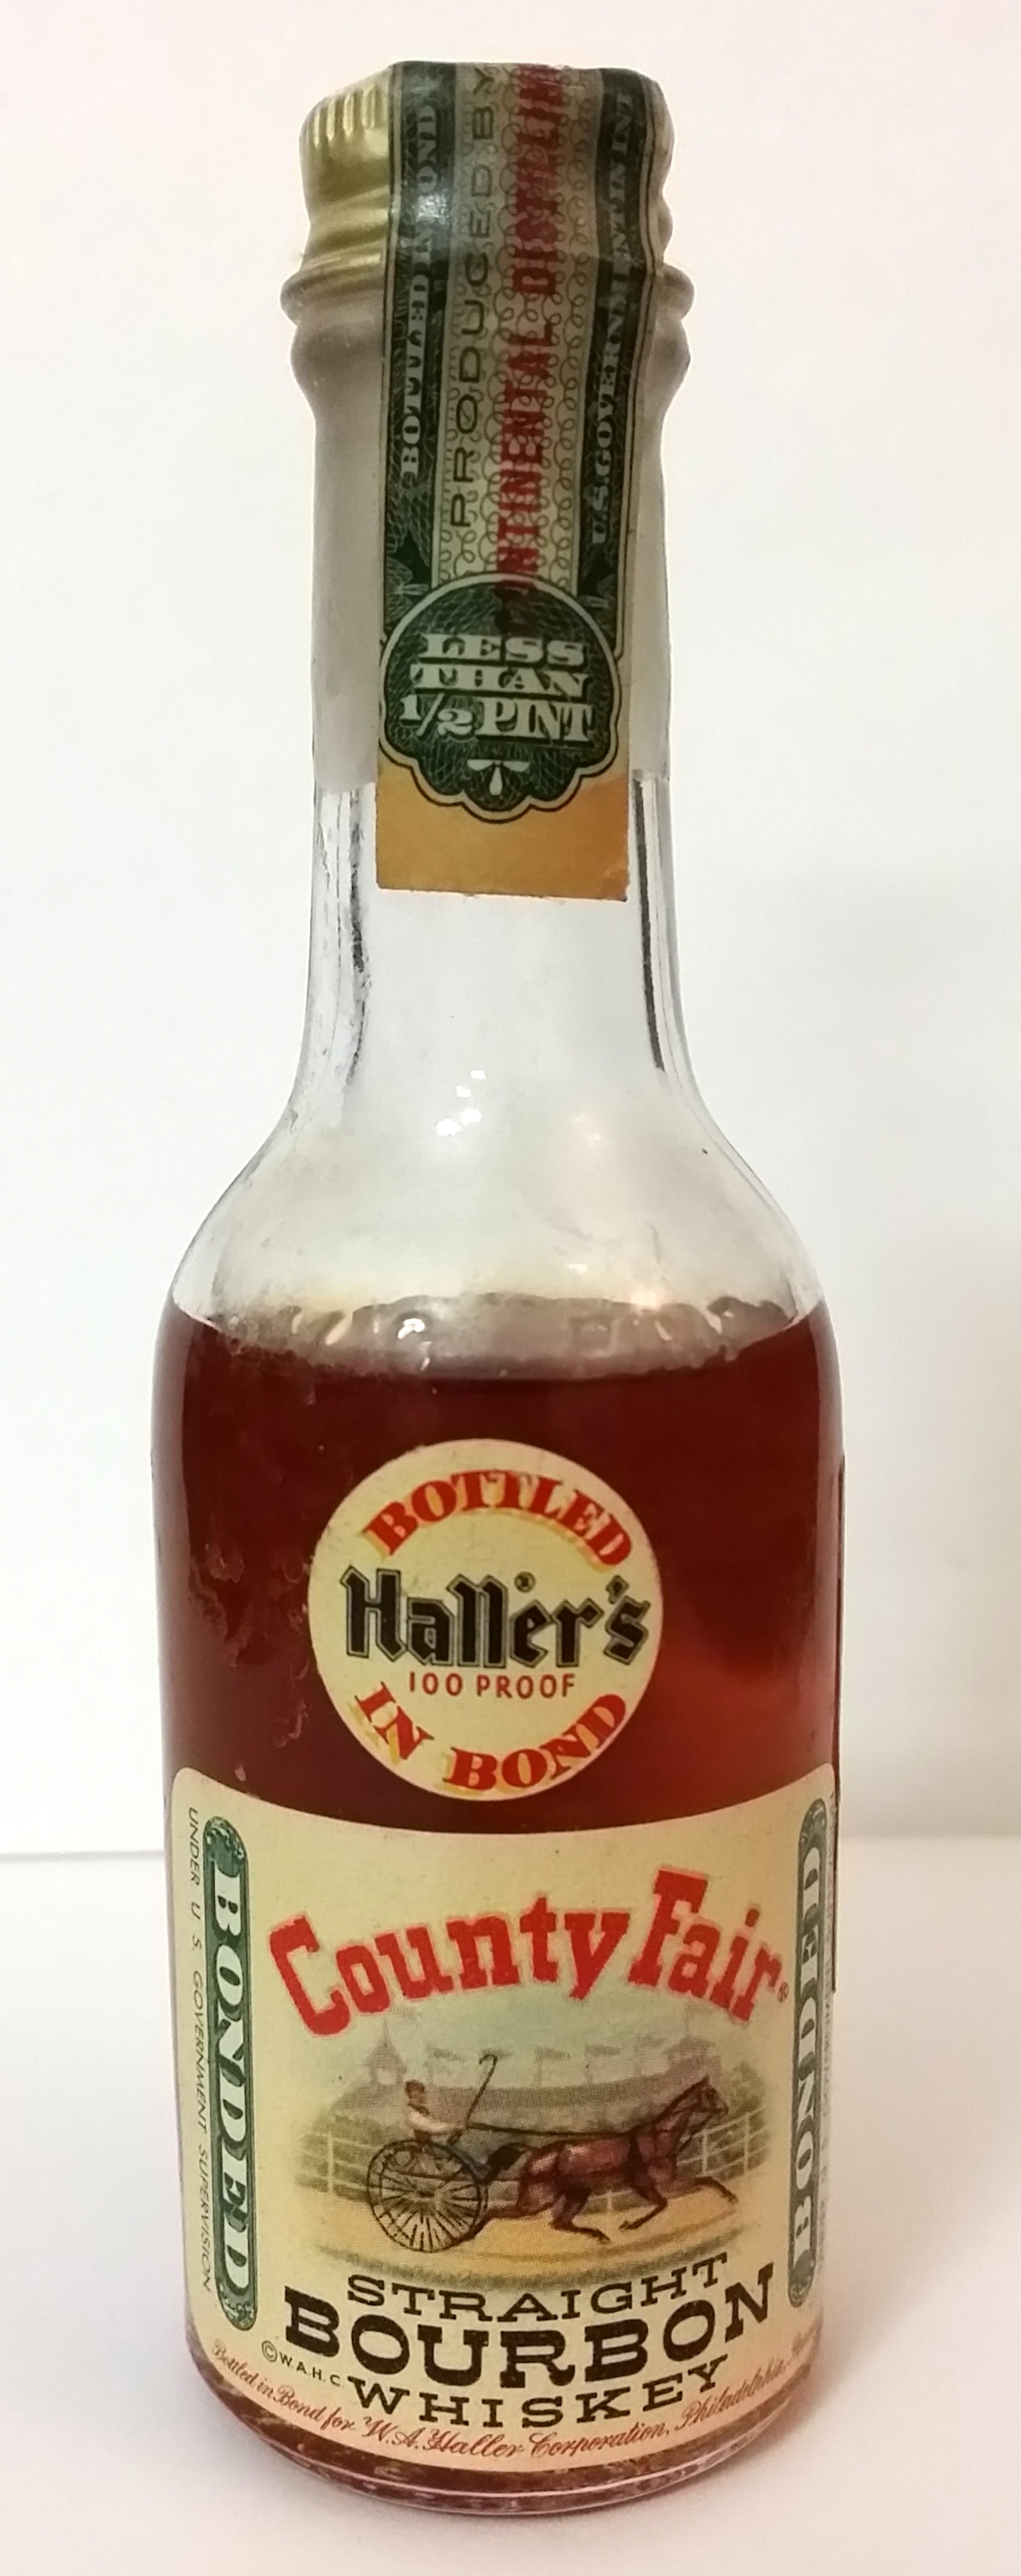 BOTTLED IN BOND
PRODUCED BY
CONTINENTAL DISTILLING
U.S. GOVERNMENT INT
LESS
THAN
1/2 PINT
BOTTLED
Haller's®
100 PROOF
IN BOND
County Fair®
UNDER U. S. GOVERNMENT SUPERVISION
BONDED
BONDED
STRAIGHT
BOURBON
WHISKEY
© W.A.H.C.
Bottled in Bond for W. A. Haller Corporation, Philadelphia,